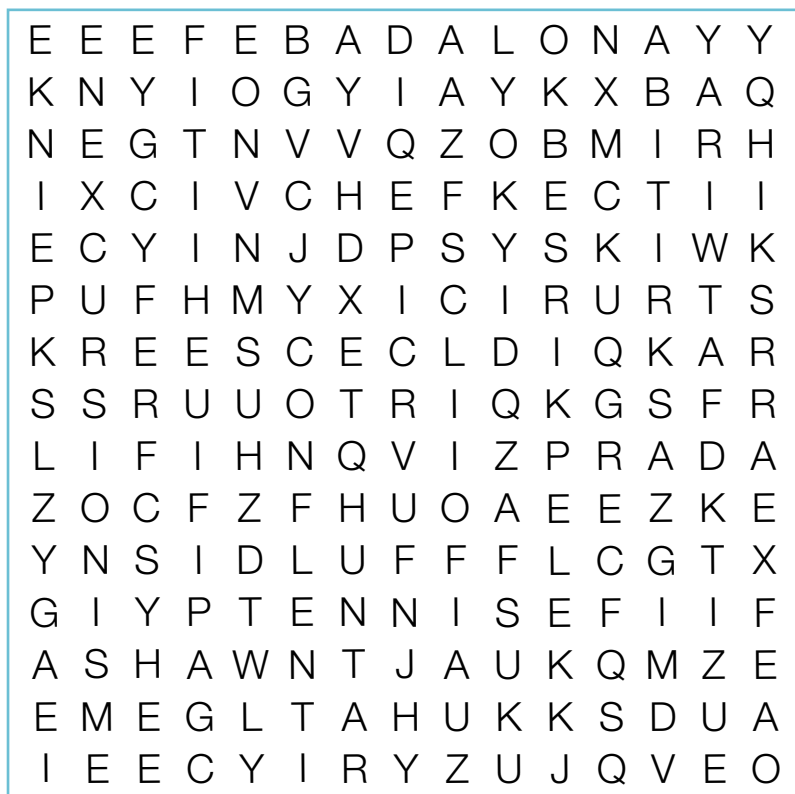 E E E F E B A D A L O N A Y Y
K N Y I O G Y I A Y K X B A Q
N E G T N V V Q Z O B M I R H
I X C I V C H E F K E C T I I
E C Y I N J D P S Y S K I W K
P U F H M Y X I C I R U R T S
K R E E S C E C L D I Q K A R
S S R U U O T R I Q K G S F R
L I F I H N Q V I Z P R A D A
Z O C F Z F H U O A E E Z K E
Y N S I D L U F F F L C G T X
G I Y P T E N N I S E F I I F
A S H A W N T J A U K Q M Z E
E M E G L T A H U K K S D U A
I E E C Y I R Y Z U J Q V E O